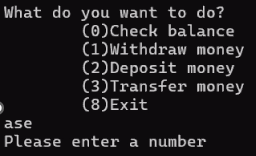 What do you want to do?
(0)Check balance
(1)Withdraw money
(2)Deposit money
(3)Transfer money
(8)Exit
ase
Please enter a number